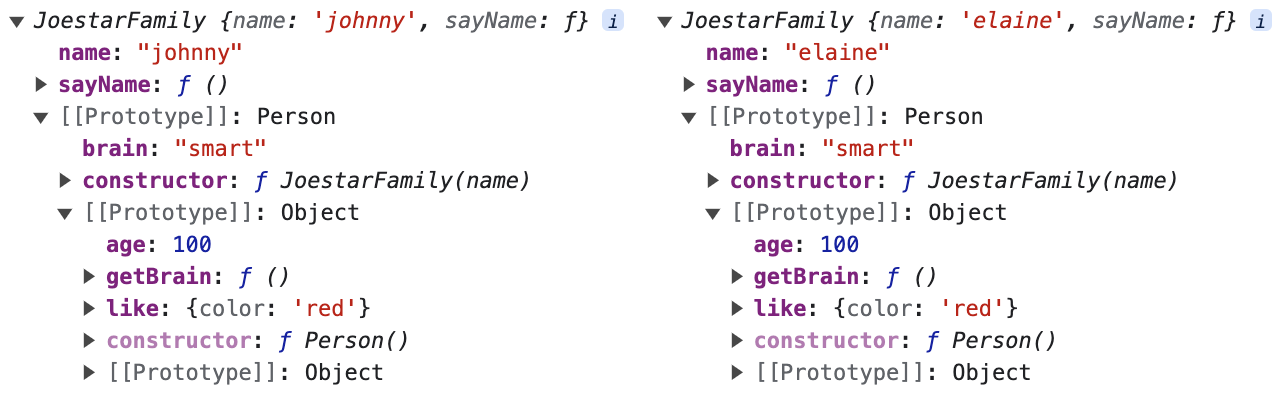 ▼ JoestarFamily {name: 'johnny', sayName: ƒ} i
name: "johnny"
▶ sayName: ƒ ()
▼ [[Prototype]]: Person
brain: "smart"
▶ constructor: ƒ JoestarFamily(name)
▼ [[Prototype]]: Object
age: 100
▶ getBrain: ƒ ()
▶ like: {color: 'red'}
▶ constructor: ƒ Person()
▶ [[Prototype]]: Object
▼ JoestarFamily {name: 'elaine', sayName: ƒ} i
name: "elaine"
▶ sayName: ƒ ()
▼ [[Prototype]]: Person
brain: "smart"
▶ constructor: ƒ JoestarFamily(name)
▼ [[Prototype]]: Object
age: 100
▶ getBrain: ƒ ()
▶ like: {color: 'red'}
▶ constructor: ƒ Person()
▶ [[Prototype]]: Object